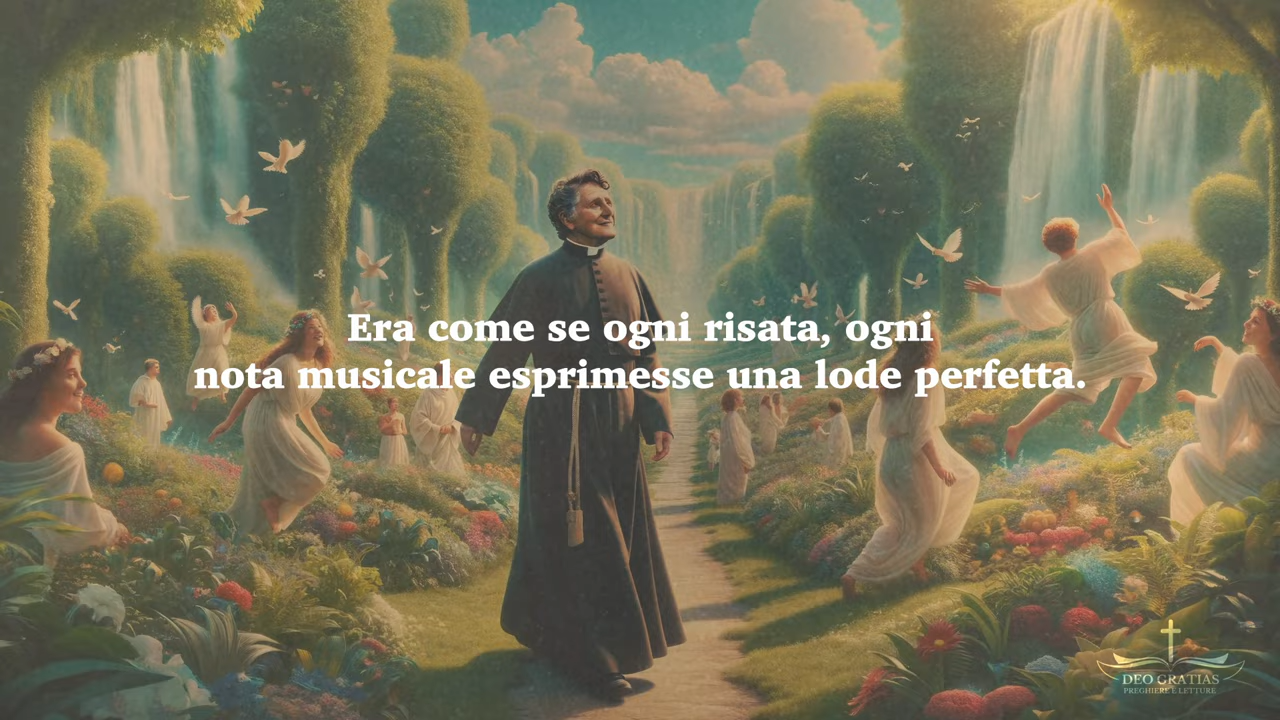 Era come se ogni risata, ogni
nota musicale esprimesse una lode perfetta.
DEO GRATIAS
PREGHIERE E LETTURE